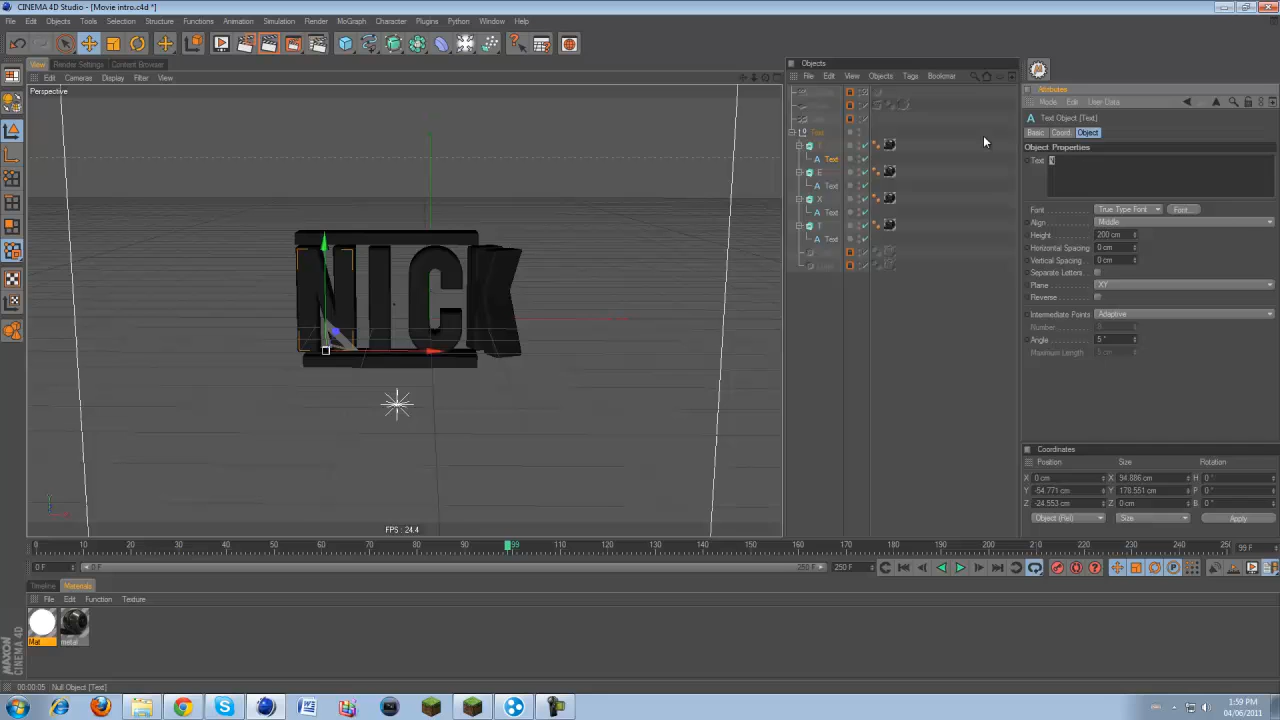 CINEMA 4D Studio - [Movie intro.c4d *]
File Edit Objects Tools Selection Structure Functions Animation Simulation Render MoGraph Character Plugins Python Window Help
View Render Settings Content Browser
Edit Cameras Display Filter View
Perspective
NICK
FPS : 24.4
Objects
File Edit View Objects Tags Bookmar
Text
T
Text
E
Text
X
Text
T
Text
Attributes
Mode Edit User Data
Text Object [Text]
Basic Coord. Object
Object Properties
Text N
Font True Type Font Font...
Align Middle
Height 200 cm
Horizontal Spacing 0 cm
Vertical Spacing 0 cm
Separate Letters
Plane XY
Reverse
Intermediate Points Adaptive
Number 8
Angle 5 °
Maximum Length 5 cm
Coordinates
Position Size Rotation
X 0 cm X 94.886 cm H 0 °
Y -54.771 cm Y 178.551 cm P 0 °
Z -24.553 cm Z 0 cm B 0 °
Object (Rel) Size Apply
0 10 20 30 40 50 60 70 80 90 99 110 120 130 140 150 160 170 180 190 200 210 220 230 240 250 99 F
0 F 0 F 250 F 250 F
Timeline Materials
File Edit Function Texture
Mat metal
MAXON
CINEMA 4D
00:00:05 Null Object [Text]
1:59 PM
04/06/2011